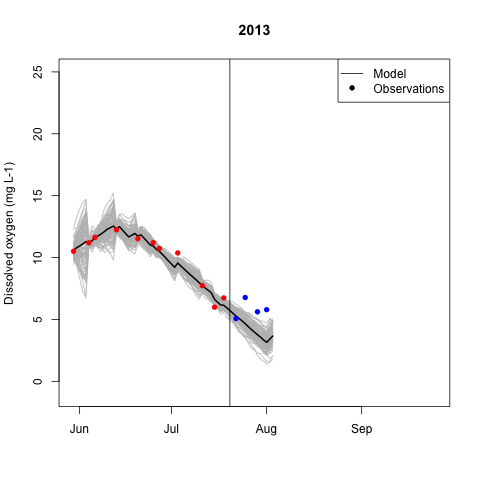 2013
Model
Observations
Dissolved oxygen (mg L-1)
25
20
15
10
5
0
Jun
Jul
Aug
Sep